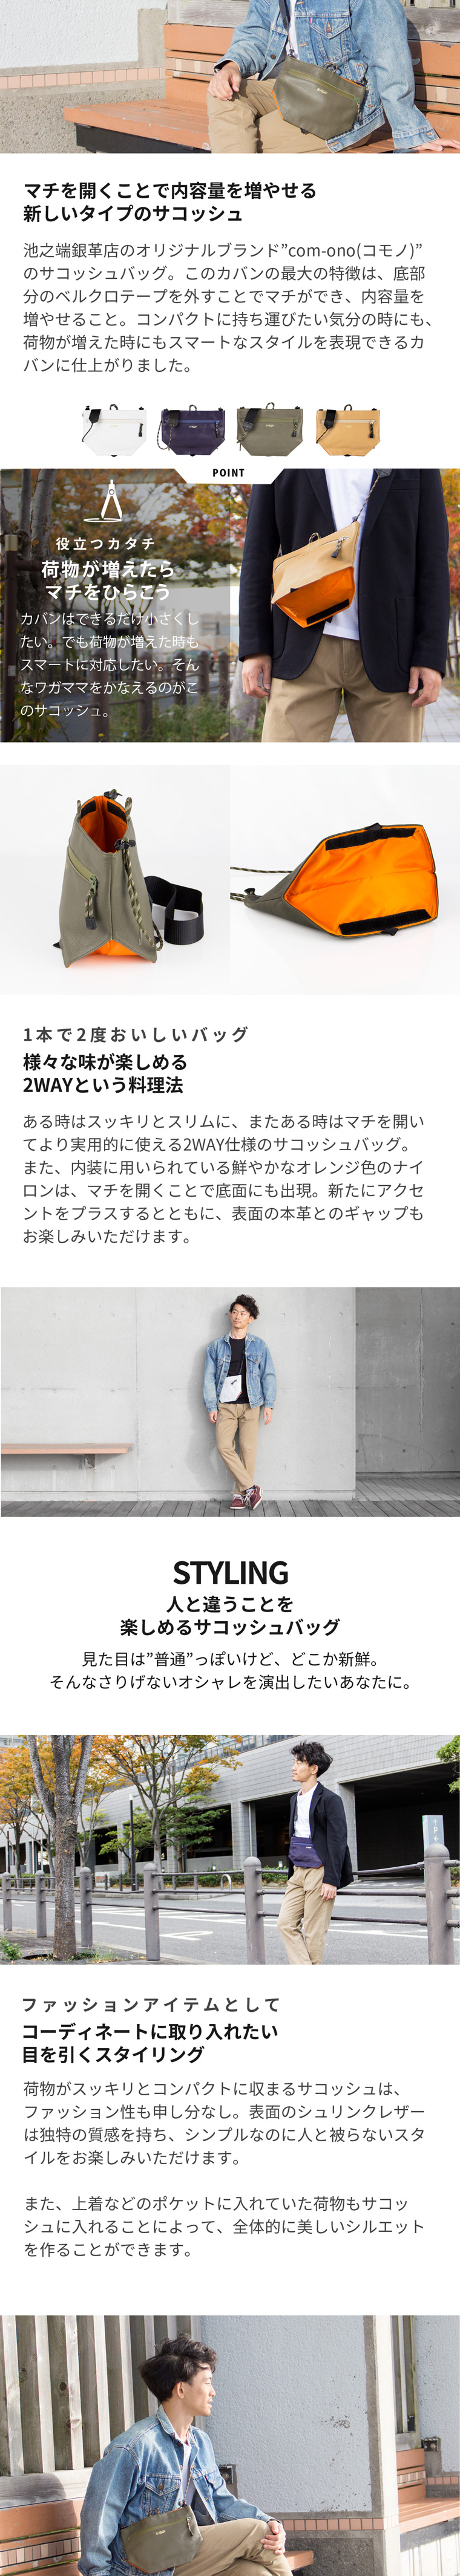 マチを開くことで内容量を増やせる
新しいタイプのサコッシュ
池之端銀革店のオリジナルブランド”com-ono(コモノ)”
のサコッシュバッグ。このカバンの最大の特徴は、底部
分のベルクロテープを外すことでマチができ、内容量を
増やせること。コンパクトに持ち運びたい気分の時にも、
荷物が増えた時にもスマートなスタイルを表現できるカ
バンに仕上がりました。
POINT
役立つカタチ
荷物が増えたら
マチをひらこう
カバンはできるだけ小さくし
たい。でも荷物が増えた時も
スマートに対応したい。そん
なワガママをかなえるのがこ
のサコッシュ。
1本で2度おいしいバッグ
様々な味が楽しめる
2WAYという料理法
ある時はスッキリとスリムに、またある時はマチを開い
てより実用的に使える2WAY仕様のサコッシュバッグ。
また、内装に用いられている鮮やかなオレンジ色のナイ
ロンは、マチを開くことで底面にも出現。新たにアクセ
ントをプラスするとともに、表面の本革とのギャップも
お楽しみいただけます。
STYLING
人と違うことを
楽しめるサコッシュバッグ
見た目は”普通”っぽいけど、どこか新鮮。
そんなさりげないオシャレを演出したいあなたに。
ファッションアイテムとして
コーディネートに取り入れたい
目を引くスタイリング
荷物がスッキリとコンパクトに収まるサコッシュは、
ファッション性も申し分なし。表面のシュリンクレザー
は独特の質感を持ち、シンプルなのに人と被らないスタ
イルをお楽しみいただけます。
また、上着などのポケットに入れていた荷物もサコッ
シュに入れることによって、全体的に美しいシルエット
を作ることができます。